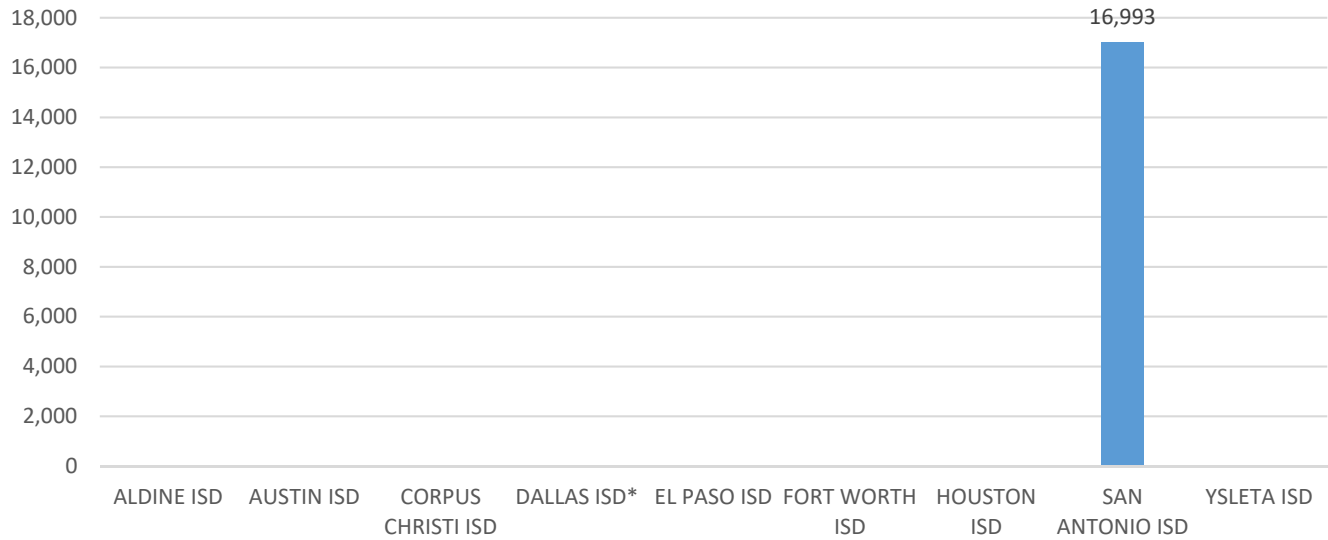 18,000
16,000
14,000
12,000
10,000
8,000
6,000
4,000
2,000
0
16,993
ALDINE ISD
AUSTIN ISD
CORPUS
CHRISTI ISD
DALLAS ISD*
EL PASO ISD
FORT WORTH
ISD
HOUSTON
ISD
SAN
ANTONIO ISD
YSLETA ISD